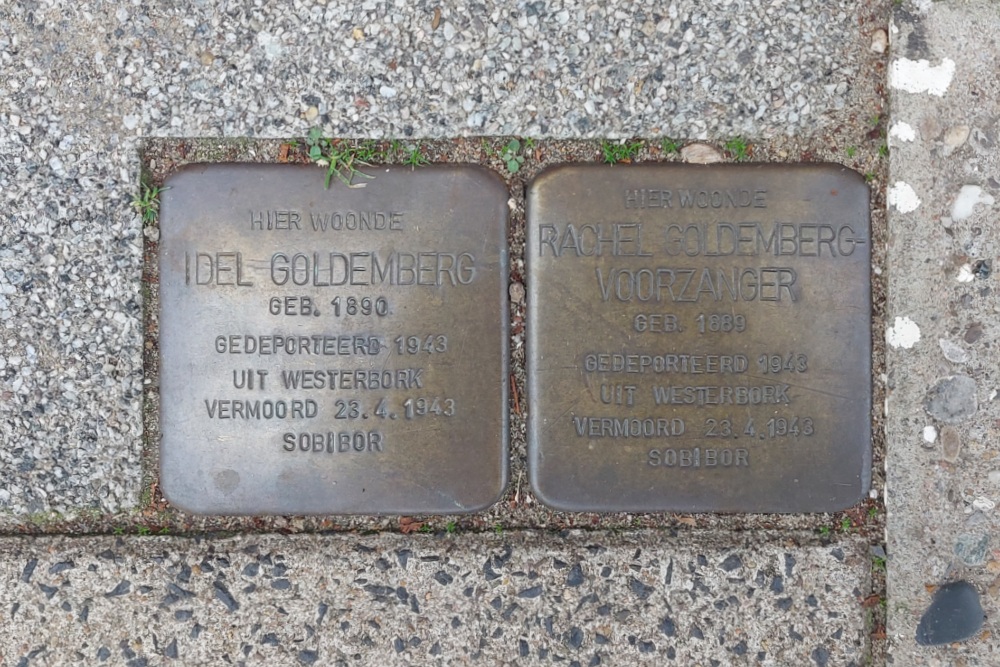 HIER WOONDE
IDEL GOLDEMBERG
GEB. 1890
GEDEPORTEERD 1943
UIT WESTERBORK
VERMOORD 23.4.1943
SOBIBOR
HIER WOONDE
RACHEL GOLDEMBERG-
VOORZANGER
GEB. 1889
GEDEPORTEERD 1943
UIT WESTERBORK
VERMOORD 23.4.1943
SOBIBOR